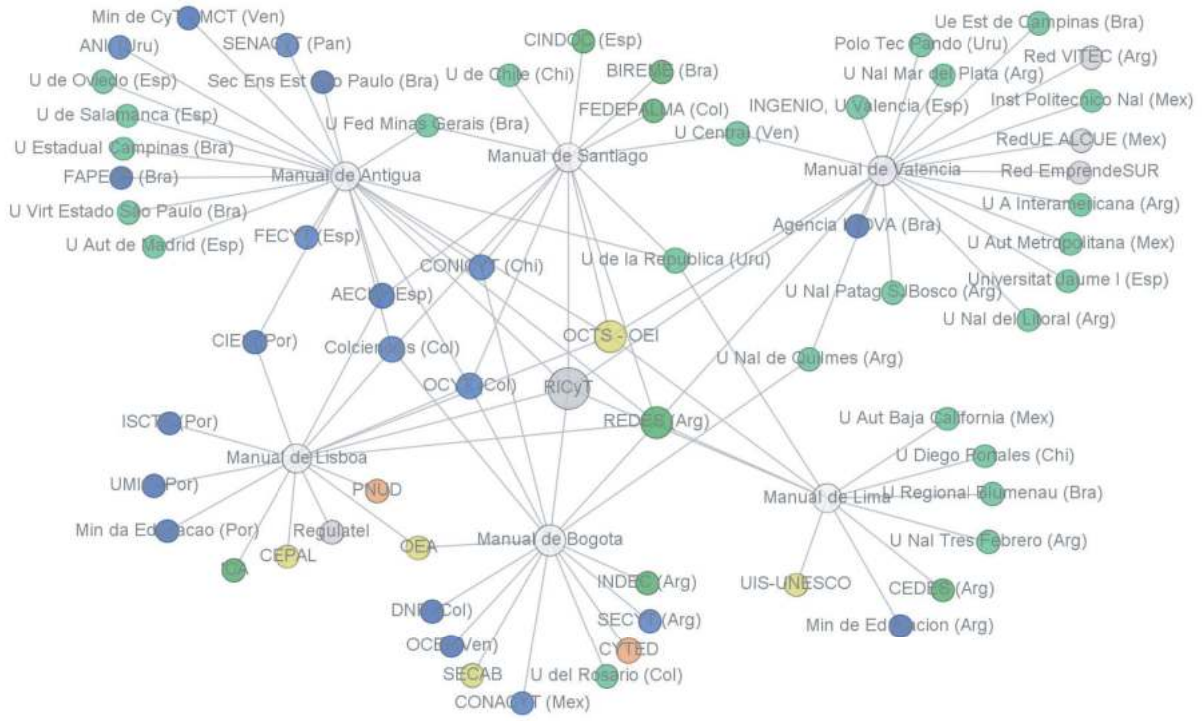 Min de CyT MCT (Ven)
Ue Est de Campinas (Bra)
ANII (Uru)
SENACYT (Pan)
CINDOC (Esp)
Polo Tec Pando (Uru)
Red VITEC (Arg)
U de Oviedo (Esp)
Sec Ens Est Sao Paulo (Bra)
U de Chile (Chi)
BIREME (Bra)
U Nal Mar del Plata (Arg)
U de Salamanca (Esp)
FEDEPALMA (Col)
INGENIO, U Valencia (Esp)
Inst Politecnico Nal (Mex)
U Fed Minas Gerais (Bra)
U Central (Ven)
RedUE ALCUE (Mex)
U Estadual Campinas (Bra)
Manual de Santiago
Manual de Valencia
Red EmprendeSUR
FAPESP (Bra)
Manual de Antigua
U A Interamericana (Arg)
U Virt Estado Sao Paulo (Bra)
Agencia INOVA (Bra)
U Aut de Madrid (Esp)
FECYT (Esp)
U Aut Metropolitana (Mex)
CONICYT (Chi)
U de la Republica (Uru)
Universitat Jaume I (Esp)
AECID (Esp)
U Nal Patag SJBosco (Arg)
U Nal del Litoral (Arg)
CIES (Por)
Colciencias (Col)
OCTS - OEI
U Nal de Quilmes (Arg)
OCYT (Col)
RICyT
ISCTE (Por)
REDES (Arg)
U Aut Baja California (Mex)
Manual de Lisboa
U Diego Portales (Chi)
UMIC (Por)
PNUD
Manual de Lima
U Regional Blumenau (Bra)
Min da Educacao (Por)
Regulatel
OEA
Manual de Bogota
U Nal Tres Febrero (Arg)
CEPAL
INDEC (Arg)
UIS-UNESCO
CEDES (Arg)
DNP (Col)
SECYT (Arg)
Min de Educacion (Arg)
OCEI (Ven)
CYTED
SECAB
U del Rosario (Col)
CONACYT (Mex)